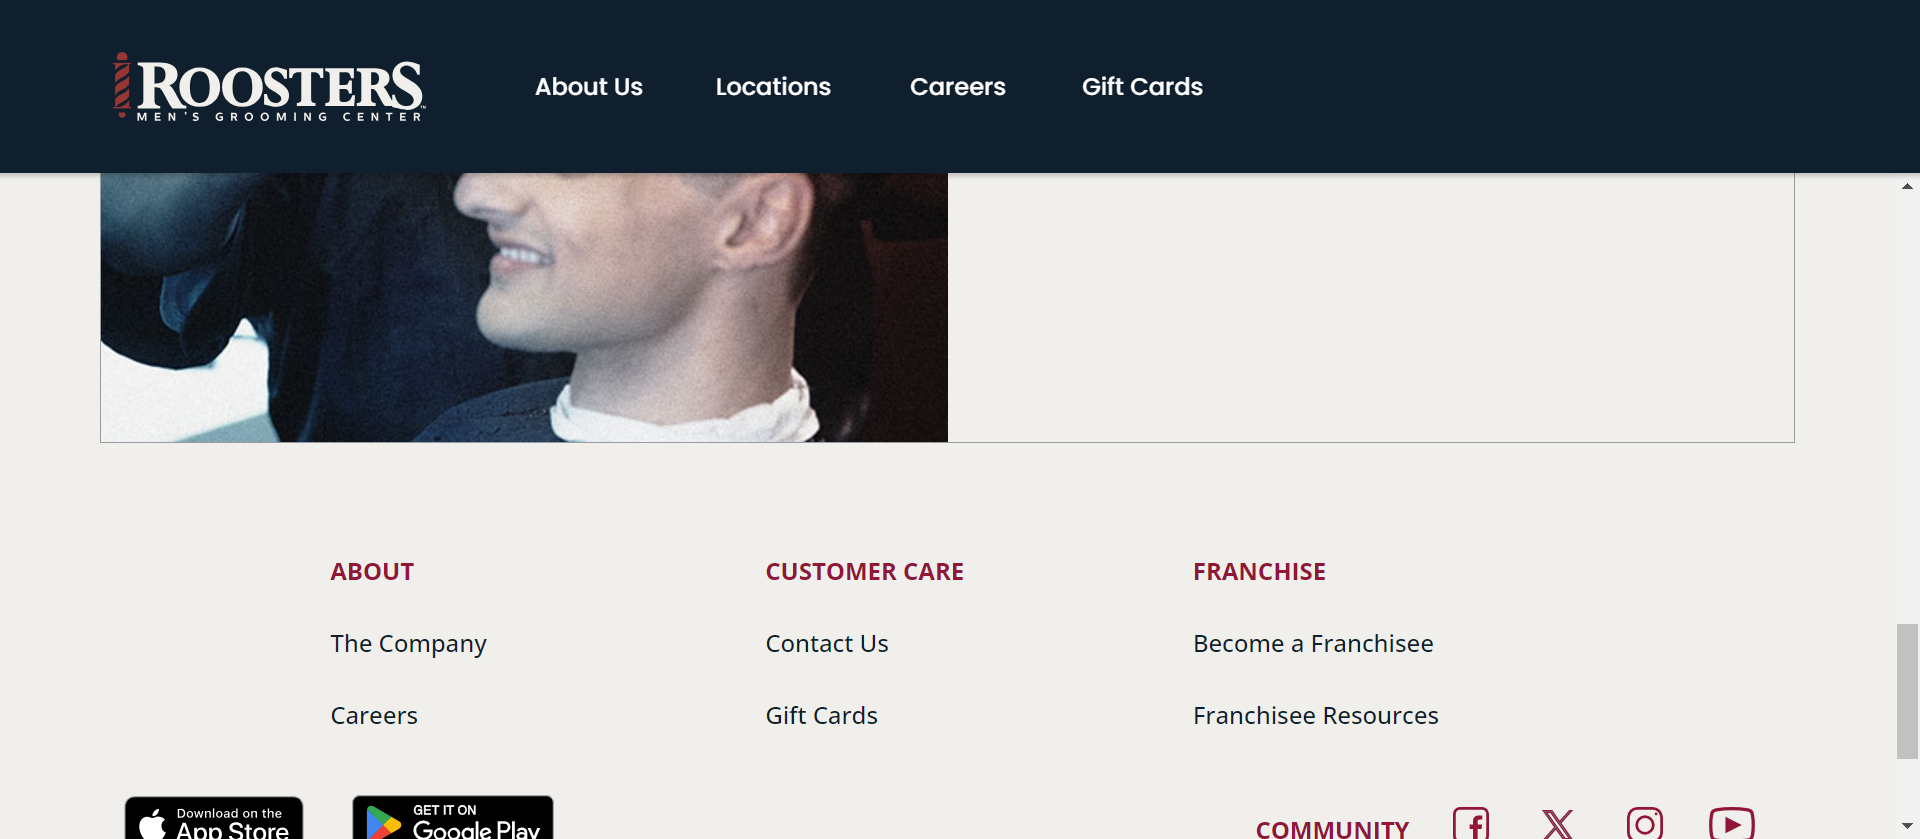 ROOSTERS™
MEN'S GROOMING CENTER
About Us
Locations
Careers
Gift Cards
ABOUT
The Company
Careers
CUSTOMER CARE
Contact Us
Gift Cards
FRANCHISE
Become a Franchisee
Franchisee Resources
Download on the
App Store
GET IT ON
Google Play
COMMUNITY